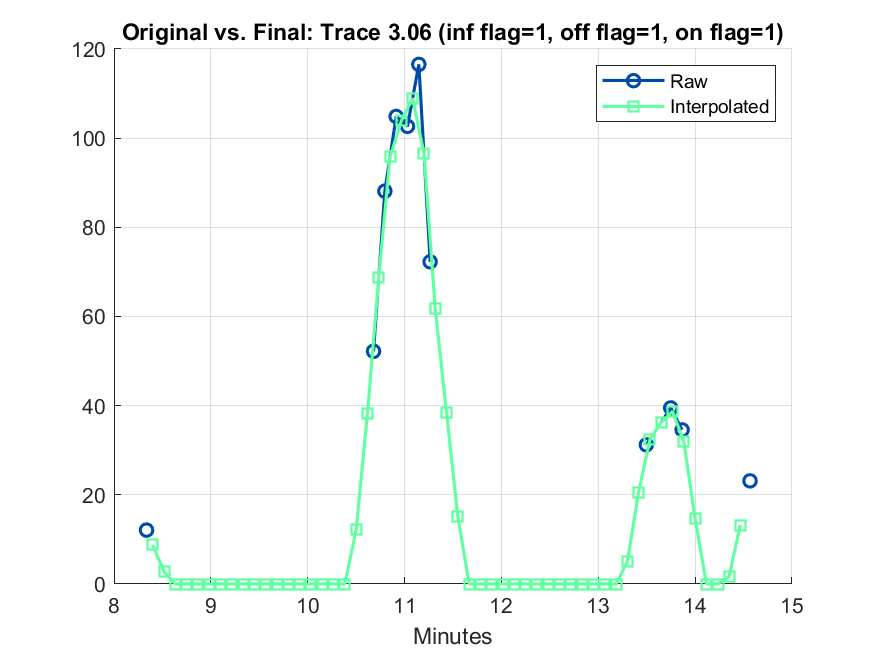 Original vs. Final: Trace 3.06 (inf flag=1, off flag=1, on flag=1)
120
100
80
60
40
20
0
Raw
Interpolated
8 9 10 11 12 13 14 15
Minutes